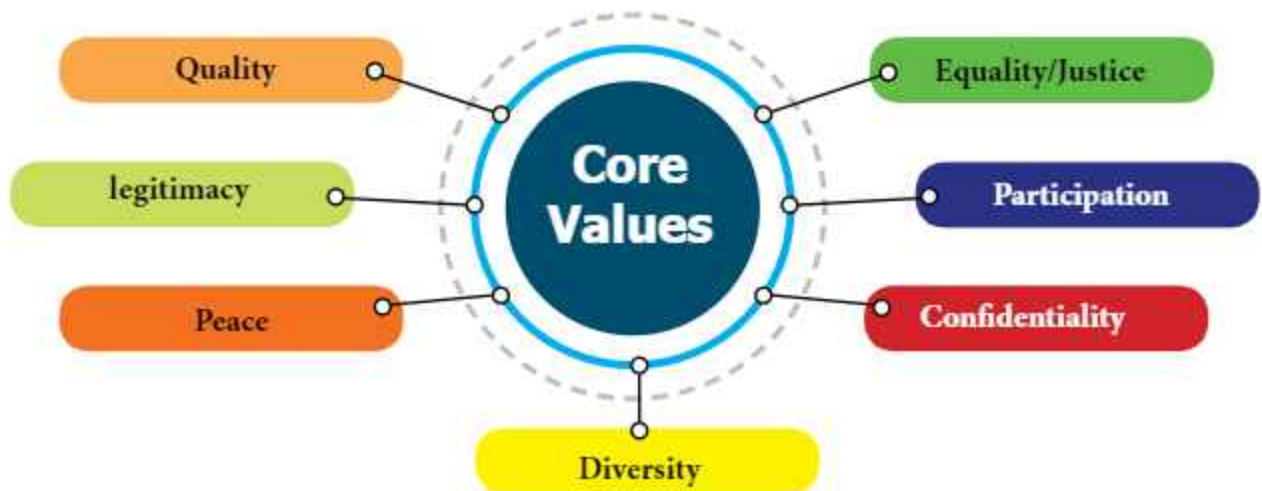 Quality
Equality/Justice
Core
Values
legitimacy
Participation
Peace
Confidentiality
Diversity